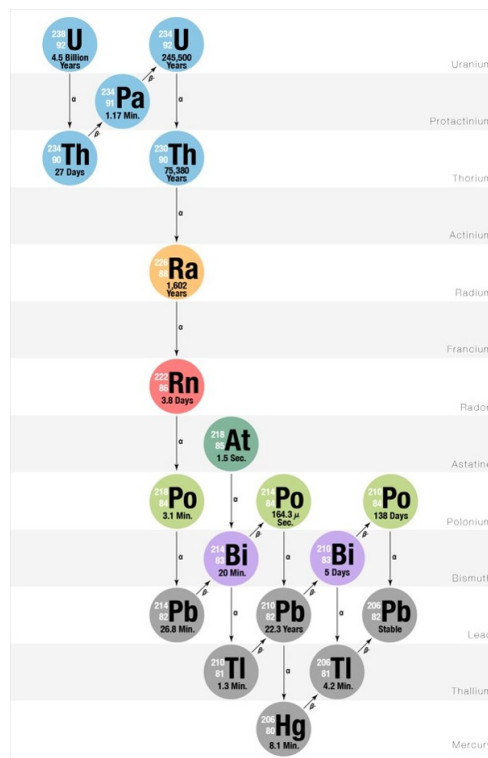 238
92
U
4.5 Billion
Years
234
92
U
245,500
Years
Uranium
α
β-
α
234
91
Pa
1.17 Min.
β-
Protactinium
234
90
Th
27 Days
230
90
Th
75,380
Years
Thorium
α
Actinium
226
88
Ra
1,602
Years
Radium
α
Francium
222
86
Rn
3.8 Days
Radon
α
218
85
At
1.5 Sec.
Astatine
α
218
84
Po
3.1 Min.
214
84
Po
164.3 μ
Sec.
210
84
Po
138 Days
Polonium
α
β-
α
β-
α
214
83
Bi
20 Min.
210
83
Bi
5 Days
Bismuth
β-
β-
214
82
Pb
26.8 Min.
210
82
Pb
22.3 Years
206
82
Pb
Stable
Lead
α
α
β-
β-
210
81
Tl
1.3 Min.
206
81
Tl
4.2 Min.
Thallium
α
β-
206
80
Hg
8.1 Min.
Mercury